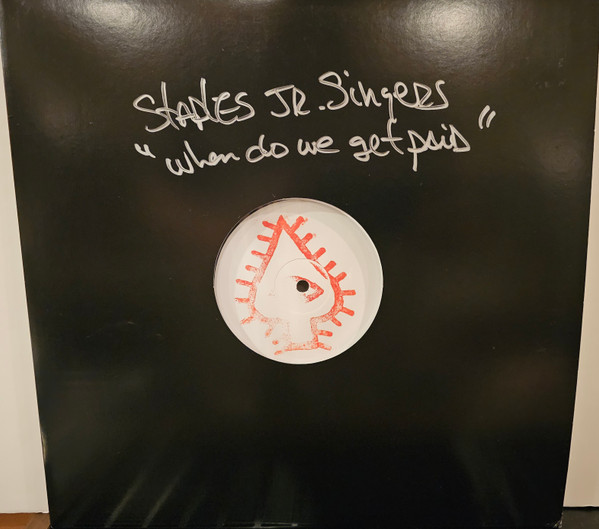 STAPLES JR. Singers
"when do we get paid"